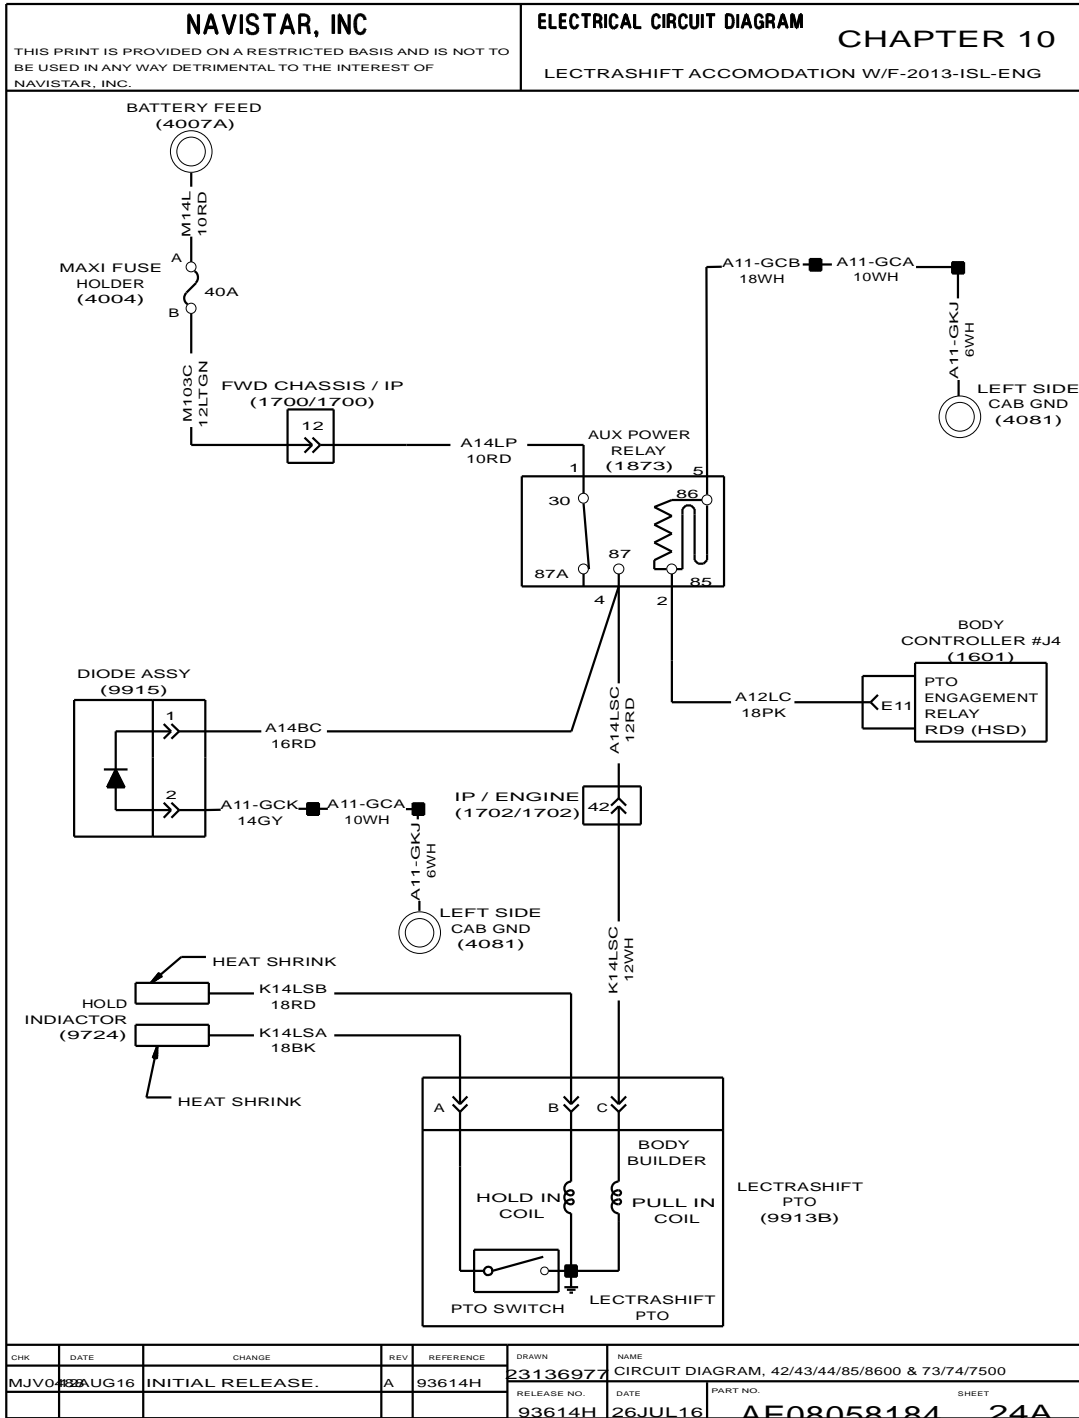 NAVISTAR, INC
THIS PRINT IS PROVIDED ON A RESTRICTED BASIS AND IS NOT TO
BE USED IN ANY WAY DETRIMENTAL TO THE INTEREST OF
NAVISTAR, INC.
ELECTRICAL CIRCUIT DIAGRAM
CHAPTER 10
LECTRASHIFT ACCOMODATION W/F-2013-ISL-ENG
BATTERY FEED
(4007A)
M14L
10RD
MAXI FUSE
HOLDER
(4004)
A
40A
B
M103C
12LTGN
FWD CHASSIS / IP
(1700/1700)
12
A14LP
10RD
A11-GCB
18WH
A11-GCA
10WH
A11-GKJ
6WH
LEFT SIDE
CAB GND
(4081)
AUX POWER
RELAY
(1873)
1
5
30
86
87
87A
85
4
2
BODY
CONTROLLER #J4
(1601)
PTO
ENGAGEMENT
RELAY
RD9 (HSD)
E11
A12LC
18PK
A14LSC
12RD
DIODE ASSY
(9915)
1
A14BC
16RD
2
A11-GCK
14GY
A11-GCA
10WH
A11-GKJ
6WH
LEFT SIDE
CAB GND
(4081)
IP / ENGINE
(1702/1702)
42
K14LSC
12WH
HEAT SHRINK
HOLD
INDIACTOR
(9724)
K14LSB
18RD
K14LSA
18BK
HEAT SHRINK
A
B
C
BODY
BUILDER
HOLD IN
COIL
PULL IN
COIL
LECTRASHIFT
PTO
(9913B)
PTO SWITCH
LECTRASHIFT
PTO
CHK
DATE
CHANGE
REV
REFERENCE
DRAWN
NAME
INITIAL RELEASE.
A
93614H
23136977
CIRCUIT DIAGRAM, 42/43/44/85/8600 & 73/74/7500
RELEASE NO.
DATE
PART NO.
SHEET
93614H
26JUL16
AE08058184
24A